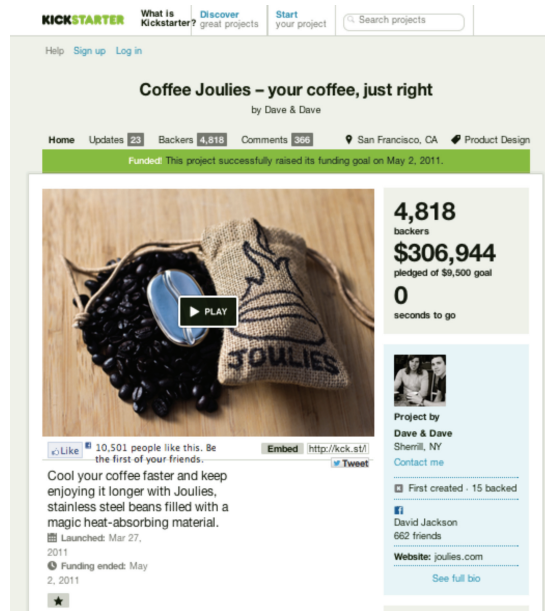 KICKSTARTER
What is
Kickstarter?
Discover
great projects
Start
your project
Search projects
Help Sign up Log in
Coffee Joulies – your coffee, just right
by Dave & Dave
Home Updates 23 Backers 4,818 Comments 366 San Francisco, CA Product Design
Funded! This project successfully raised its funding goal on May 2, 2011.
PLAY
JOULIES
4,818
backers
$306,944
pledged of $9,500 goal
0
seconds to go
Like 10,501 people like this. Be
the first of your friends.
Embed http://kck.st/
Tweet
Cool your coffee faster and keep
enjoying it longer with Joulies,
stainless steel beans filled with a
magic heat-absorbing material.
Launched: Mar 27,
2011
Funding ended: May
2, 2011
Project by
Dave & Dave
Sherrill, NY
Contact me
First created · 15 backed
David Jackson
662 friends
Website: joulies.com
See full bio